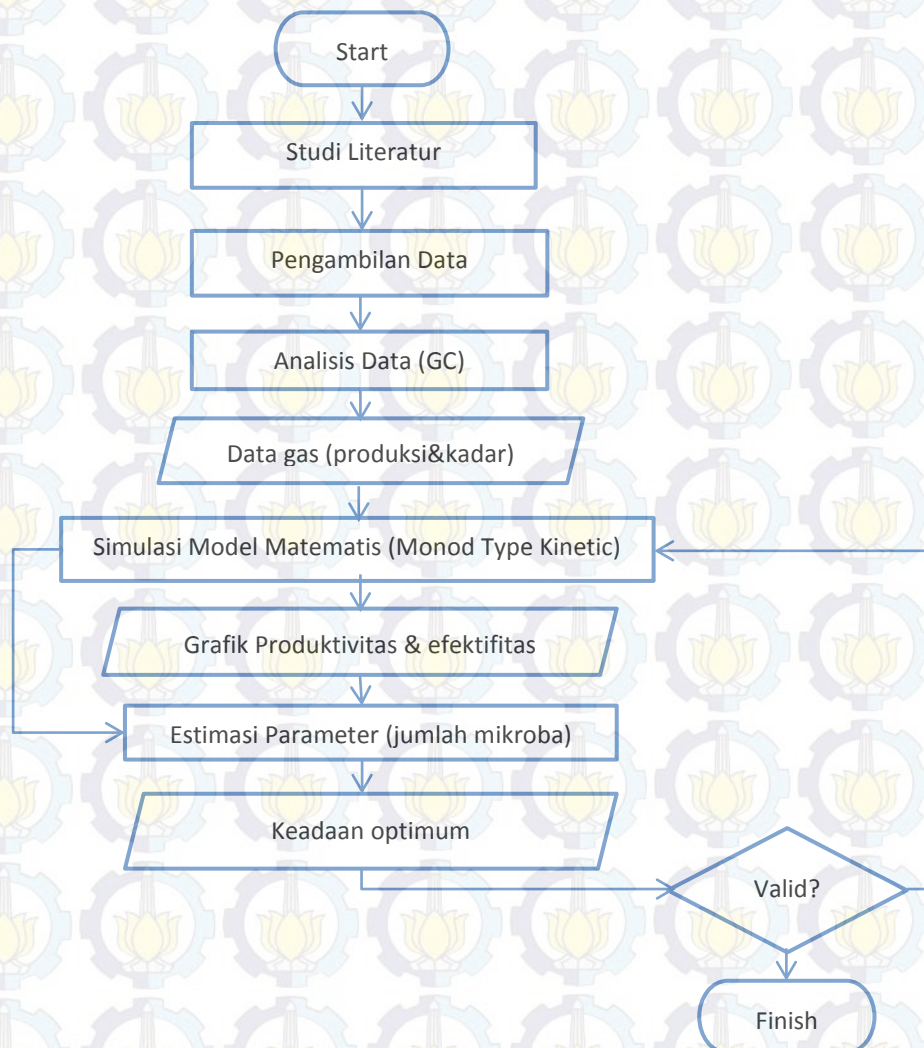 Start
Studi Literatur
Pengambilan Data
Analisis Data (GC)
Data gas (produksi&kadar)
Simulasi Model Matematis (Monod Type Kinetic)
Grafik Produktivitas & efektifitas
Estimasi Parameter (jumlah mikroba)
Keadaan optimum
Valid?
Finish